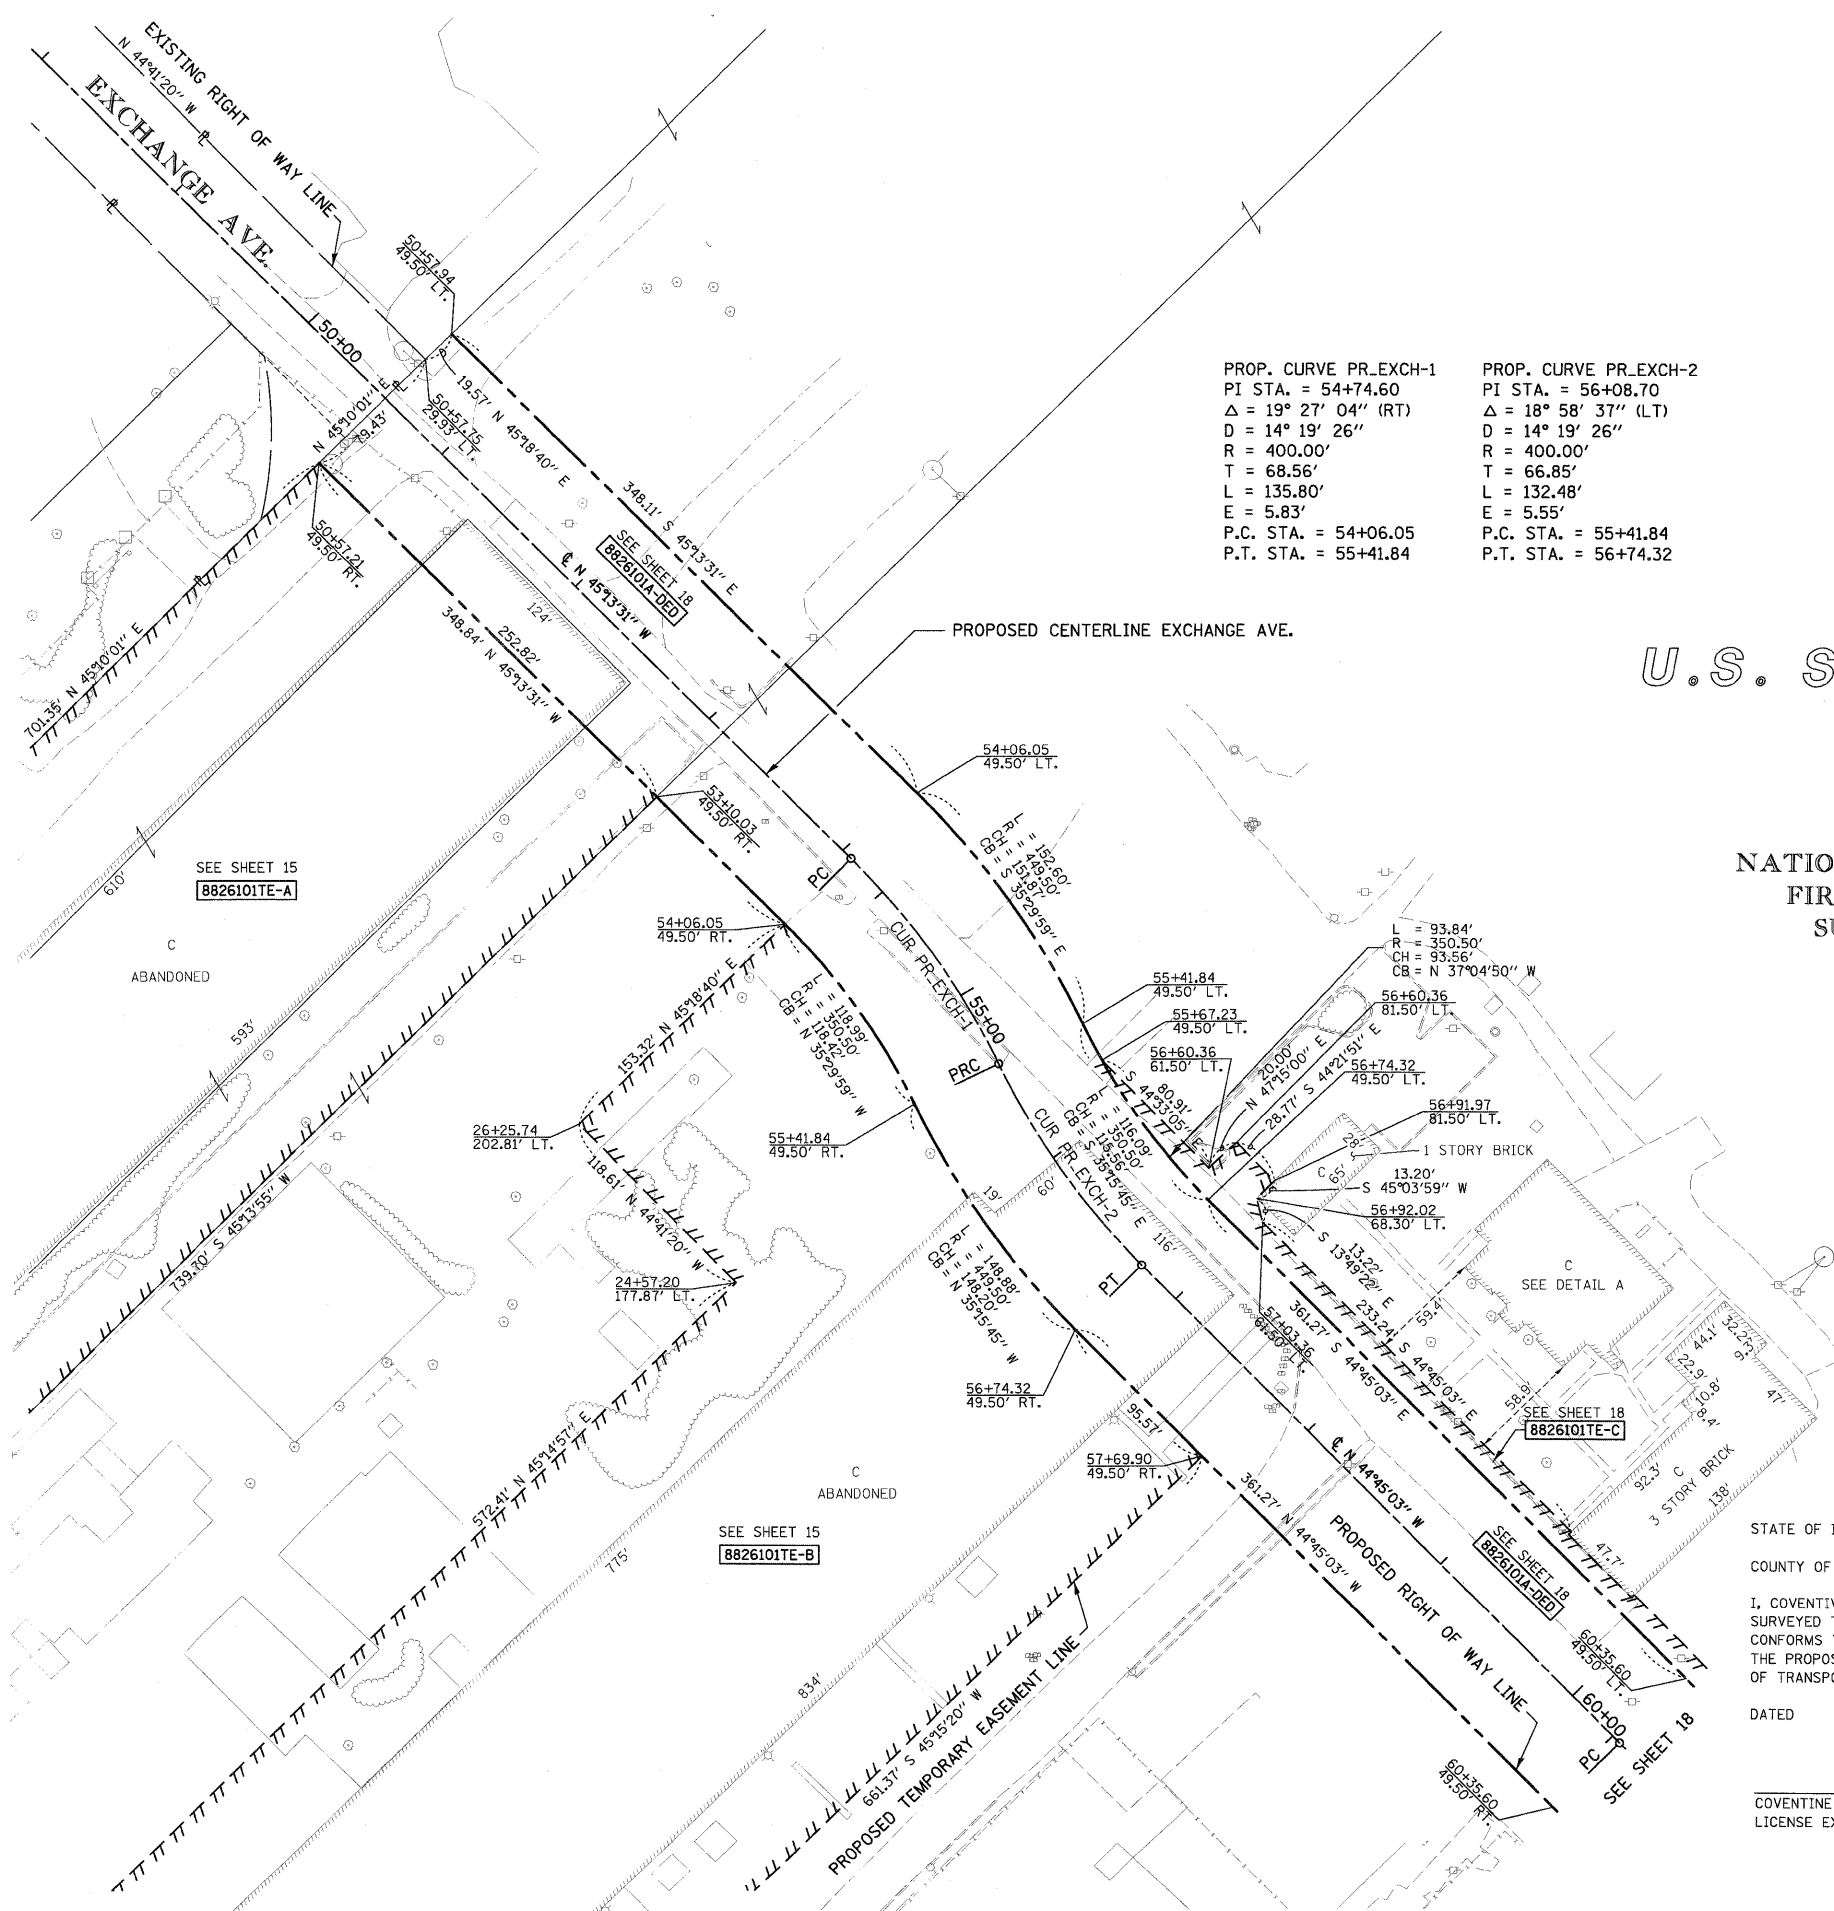 EXISTING RIGHT OF WAY LINE
N 44°41'20" W
EXCHANGE AVE.
50+57.94
49.50' LT.
50+00
N 45°10'01" E
79.43'
19.57' N 45°18'40" E
50+57.75
29.93' LT.
50+57.21
49.50' RT.
348.11' S 45°13'31" E
SEE SHEET 18
8826101A-DED
℄ N 45°13'31" W
124'
252.82'
348.84' N 45°13'31" W
701.35' N 45°10'01" E
PROP. CURVE PR_EXCH-1
PI STA. = 54+74.60
Δ = 19° 27' 04" (RT)
D = 14° 19' 26"
R = 400.00'
T = 68.56'
L = 135.80'
E = 5.83'
P.C. STA. = 54+06.05
P.T. STA. = 55+41.84
PROP. CURVE PR_EXCH-2
PI STA. = 56+08.70
Δ = 18° 58' 37" (LT)
D = 14° 19' 26"
R = 400.00'
T = 66.85'
L = 132.48'
E = 5.55'
P.C. STA. = 55+41.84
P.T. STA. = 56+74.32
PROPOSED CENTERLINE EXCHANGE AVE.
U.S. S
54+06.05
49.50' LT.
53+10.03
49.50' RT.
PC
SEE SHEET 15
8826101TE-A
610'
C
ABANDONED
593'
739.70' S 45°13'55" W
L = 152.60'
R = 449.50'
CH = 151.87'
CB = S 35°29'59" E
NATIO
FIR
SU
54+06.05
49.50' RT.
153.32' N 45°18'40" E
L = 118.99'
R = 350.50'
CH = 118.42'
CB = N 35°29'59" W
CUR PR_EXCH-1
55+00
PRC
55+41.84
49.50' LT.
55+67.23
49.50' LT.
56+60.36
61.50' LT.
L = 93.84'
R = 350.50'
CH = 93.56'
CB = N 37°04'50" W
56+60.36
81.50' LT.
20.00'
N 47°15'00" E
28.77' S 44°21'51" E
56+74.32
49.50' LT.
56+91.97
81.50' LT.
1 STORY BRICK
28'
C
65'
13.20'
S 45°03'59" W
56+92.02
68.30' LT.
80.91'
S 44°33'05" E
L = 116.09'
R = 350.50'
CH = 115.56'
CB = S 35°15'45" E
CUR PR_EXCH-2
26+25.74
202.81' LT.
118.61' N 44°41'20" W
24+57.20
177.87' LT.
55+41.84
49.50' RT.
19'
60'
116'
L = 148.88'
R = 449.50'
CH = 148.20'
CB = N 35°15'45" W
PT
13.22'
S 13°49'22" E
57+03.36
61.50' LT.
233.24' S 44°45'03" E
361.27' S 44°45'03" E
59.4'
C
SEE DETAIL A
44.1'
32.2'
9.3'
22.9'
10.8'
8.4'
47'
58.9'
SEE SHEET 18
8826101TE-C
92.3'
C
3 STORY BRICK
138'
47.7'
56+74.32
49.50' RT.
95.57'
57+69.90
49.50' RT.
361.27' N 44°45'03" W
℄ N 44°45'03" W
572.41' N 45°14'57" E
C
ABANDONED
SEE SHEET 15
8826101TE-B
775'
834'
661.37' S 45°15'20" W
PROPOSED TEMPORARY EASEMENT LINE
PROPOSED RIGHT OF WAY LINE
SEE SHEET 18
8826101A-DED
60+35.60
49.50' LT.
60+00
PC
SEE SHEET 18
60+35.60
49.50' RT.
STATE OF I
COUNTY OF
I, COVENTI
SURVEYED T
CONFORMS T
THE PROPOS
OF TRANSPO
DATED
COVENTINE
LICENSE EX